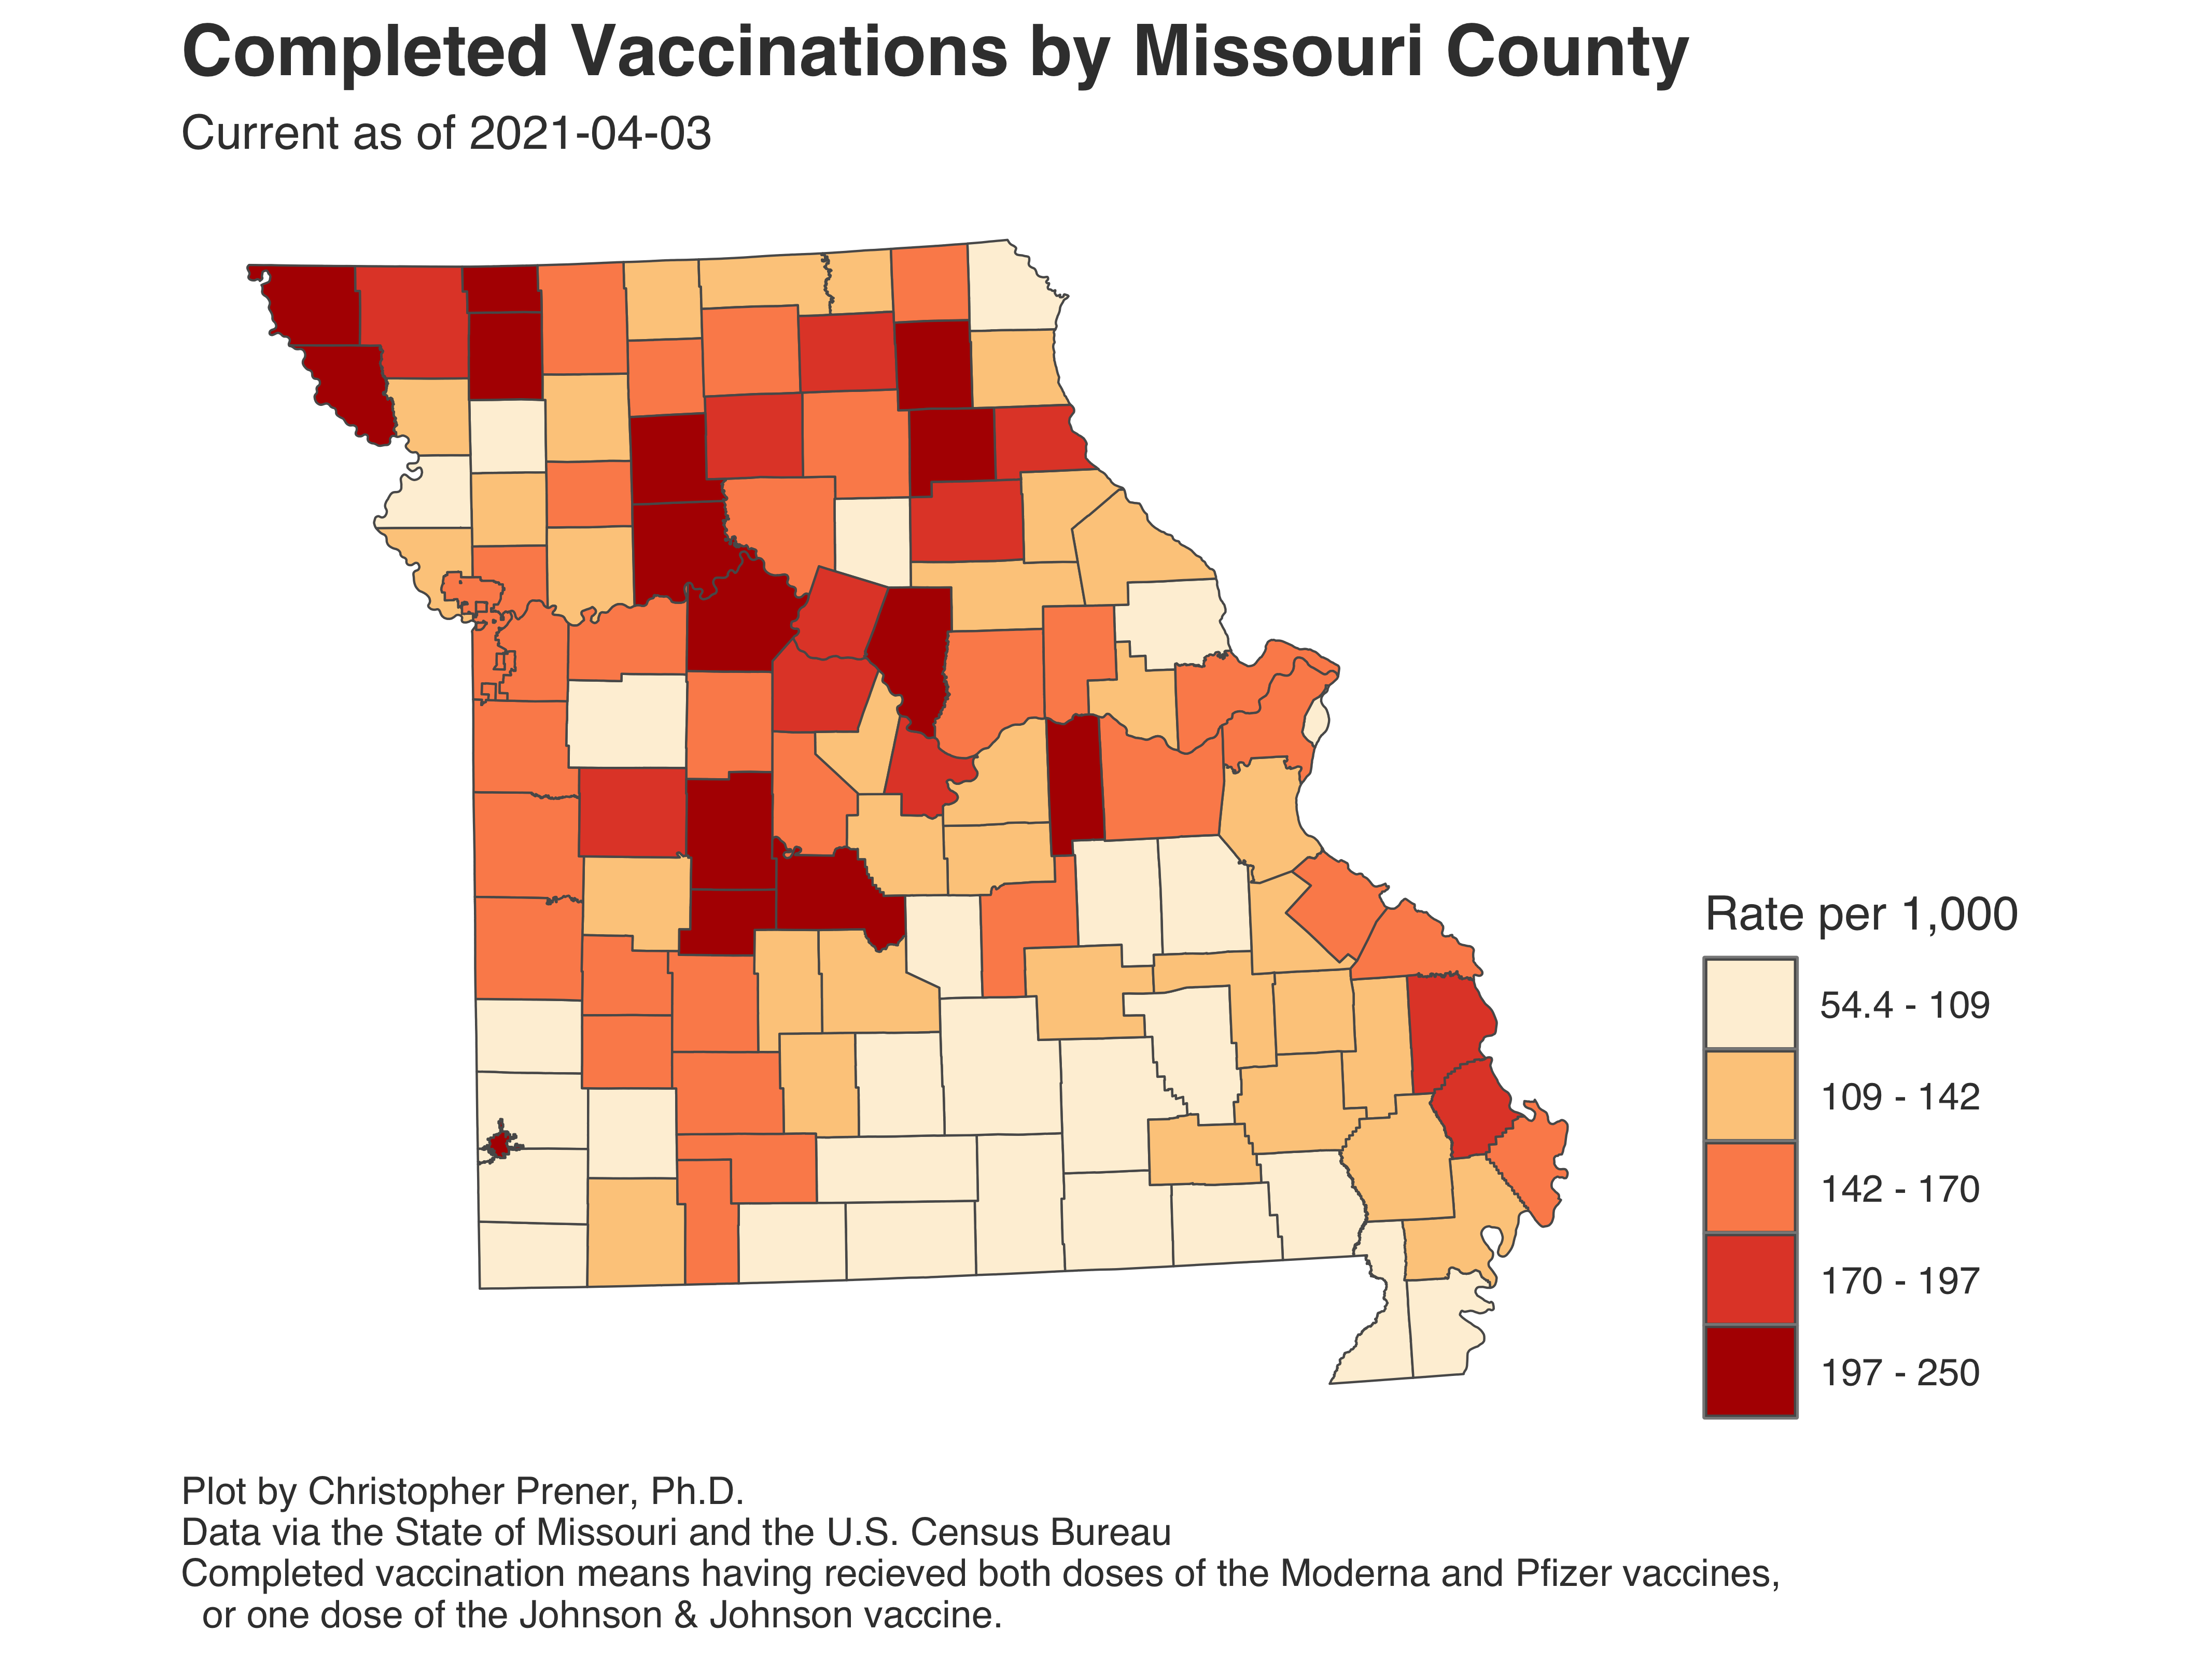 Completed Vaccinations by Missouri County
Current as of 2021-04-03
Rate per 1,000
54.4 - 109
109 - 142
142 - 170
170 - 197
197 - 250
Plot by Christopher Prener, Ph.D.
Data via the State of Missouri and the U.S. Census Bureau
Completed vaccination means having recieved both doses of the Moderna and Pfizer vaccines,
or one dose of the Johnson & Johnson vaccine.